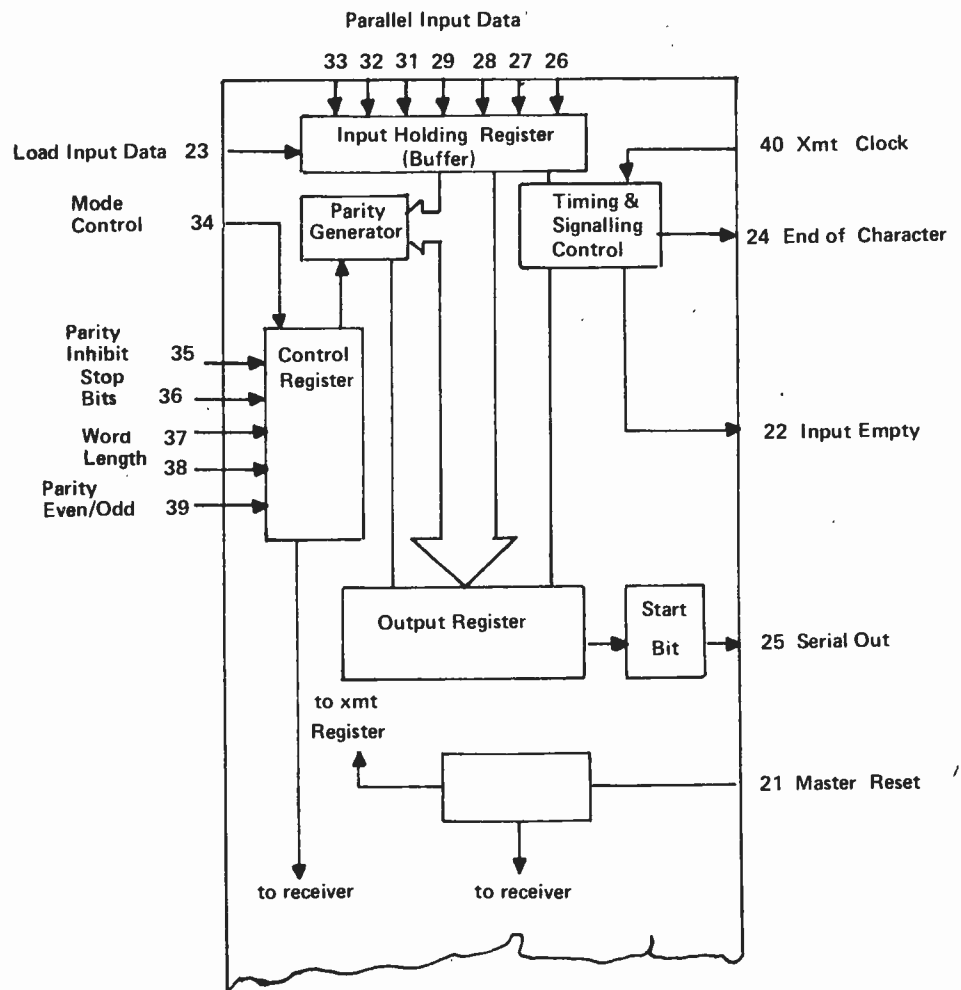 Parallel Input Data
33 32 31 29 28 27 26
Input Holding Register
(Buffer)
Load Input Data 23
40 Xmt Clock
Mode
Control 34
Parity
Generator
Timing &
Signalling
Control
24 End of Character
Parity
Inhibit 35
Stop
Bits 36
Word 37
Length 38
Parity
Even/Odd 39
Control
Register
22 Input Empty
Output Register
Start
Bit
25 Serial Out
to xmt
Register
21 Master Reset
to receiver
to receiver